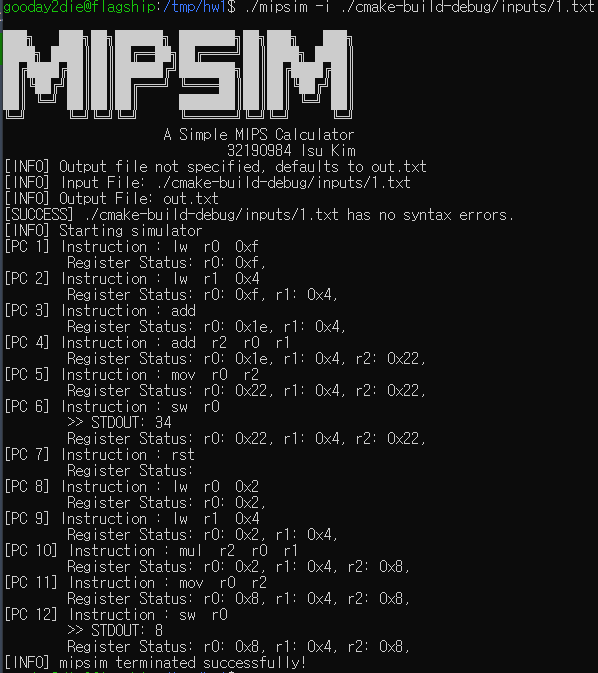 gooday2die@flagship:/tmp/hw1$ ./mipsim -i ./cmake-build-debug/inputs/1.txt
MIPSIM
A Simple MIPS Calculator
32190984 Isu Kim
[INFO] Output file not specified, defaults to out.txt
[INFO] Input File: ./cmake-build-debug/inputs/1.txt
[INFO] Output File: out.txt
[SUCCESS] ./cmake-build-debug/inputs/1.txt has no syntax errors.
[INFO] Starting simulator
[PC 1] Instruction : lw r0 0xf
Register Status: r0: 0xf,
[PC 2] Instruction : lw r1 0x4
Register Status: r0: 0xf, r1: 0x4,
[PC 3] Instruction : add
Register Status: r0: 0x1e, r1: 0x4,
[PC 4] Instruction : add r2 r0 r1
Register Status: r0: 0x1e, r1: 0x4, r2: 0x22,
[PC 5] Instruction : mov r0 r2
Register Status: r0: 0x22, r1: 0x4, r2: 0x22,
[PC 6] Instruction : sw r0
>> STDOUT: 34
Register Status: r0: 0x22, r1: 0x4, r2: 0x22,
[PC 7] Instruction : rst
Register Status:
[PC 8] Instruction : lw r0 0x2
Register Status: r0: 0x2,
[PC 9] Instruction : lw r1 0x4
Register Status: r0: 0x2, r1: 0x4,
[PC 10] Instruction : mul r2 r0 r1
Register Status: r0: 0x2, r1: 0x4, r2: 0x8,
[PC 11] Instruction : mov r0 r2
Register Status: r0: 0x8, r1: 0x4, r2: 0x8,
[PC 12] Instruction : sw r0
>> STDOUT: 8
Register Status: r0: 0x8, r1: 0x4, r2: 0x8,
[INFO] mipsim terminated successfully!